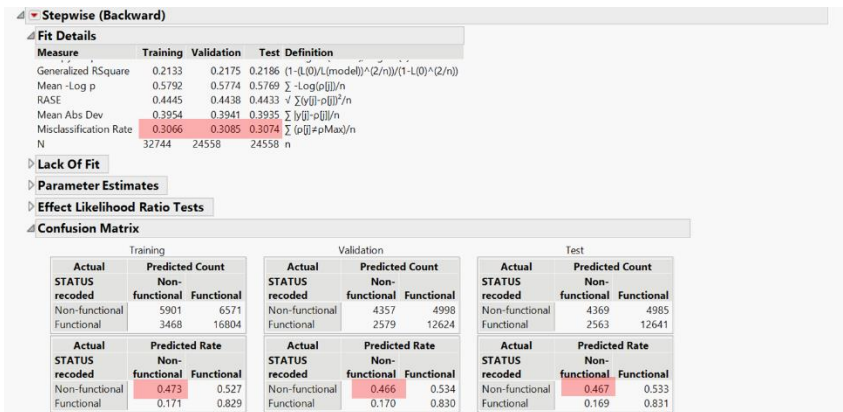 Stepwise (Backward)
Fit Details
Measure Training Validation Test Definition
Generalized RSquare 0.2133 0.2175 0.2186 (1-(L(0)/L(model))^(2/n))/(1-L(0)^(2/n))
Mean -Log p 0.5792 0.5774 0.5769 ∑ -Log(ρ[j])/n
RASE 0.4445 0.4438 0.4433 √ ∑(y[j]-ρ[j])²/n
Mean Abs Dev 0.3954 0.3941 0.3935 ∑ |y[j]-ρ[j]|/n
Misclassification Rate 0.3066 0.3085 0.3074 ∑ (ρ[j]≠ρMax)/n
N 32744 24558 24558 n
Lack Of Fit
Parameter Estimates
Effect Likelihood Ratio Tests
Confusion Matrix
Training Validation Test
Actual Predicted Count Actual Predicted Count Actual Predicted Count
STATUS Non- STATUS Non- STATUS Non-
recoded functional Functional recoded functional Functional recoded functional Functional
Non-functional 5901 6571 Non-functional 4357 4998 Non-functional 4369 4985
Functional 3468 16804 Functional 2579 12624 Functional 2563 12641
Actual Predicted Rate Actual Predicted Rate Actual Predicted Rate
STATUS Non- STATUS Non- STATUS Non-
recoded functional Functional recoded functional Functional recoded functional Functional
Non-functional 0.473 0.527 Non-functional 0.466 0.534 Non-functional 0.467 0.533
Functional 0.171 0.829 Functional 0.170 0.830 Functional 0.169 0.831